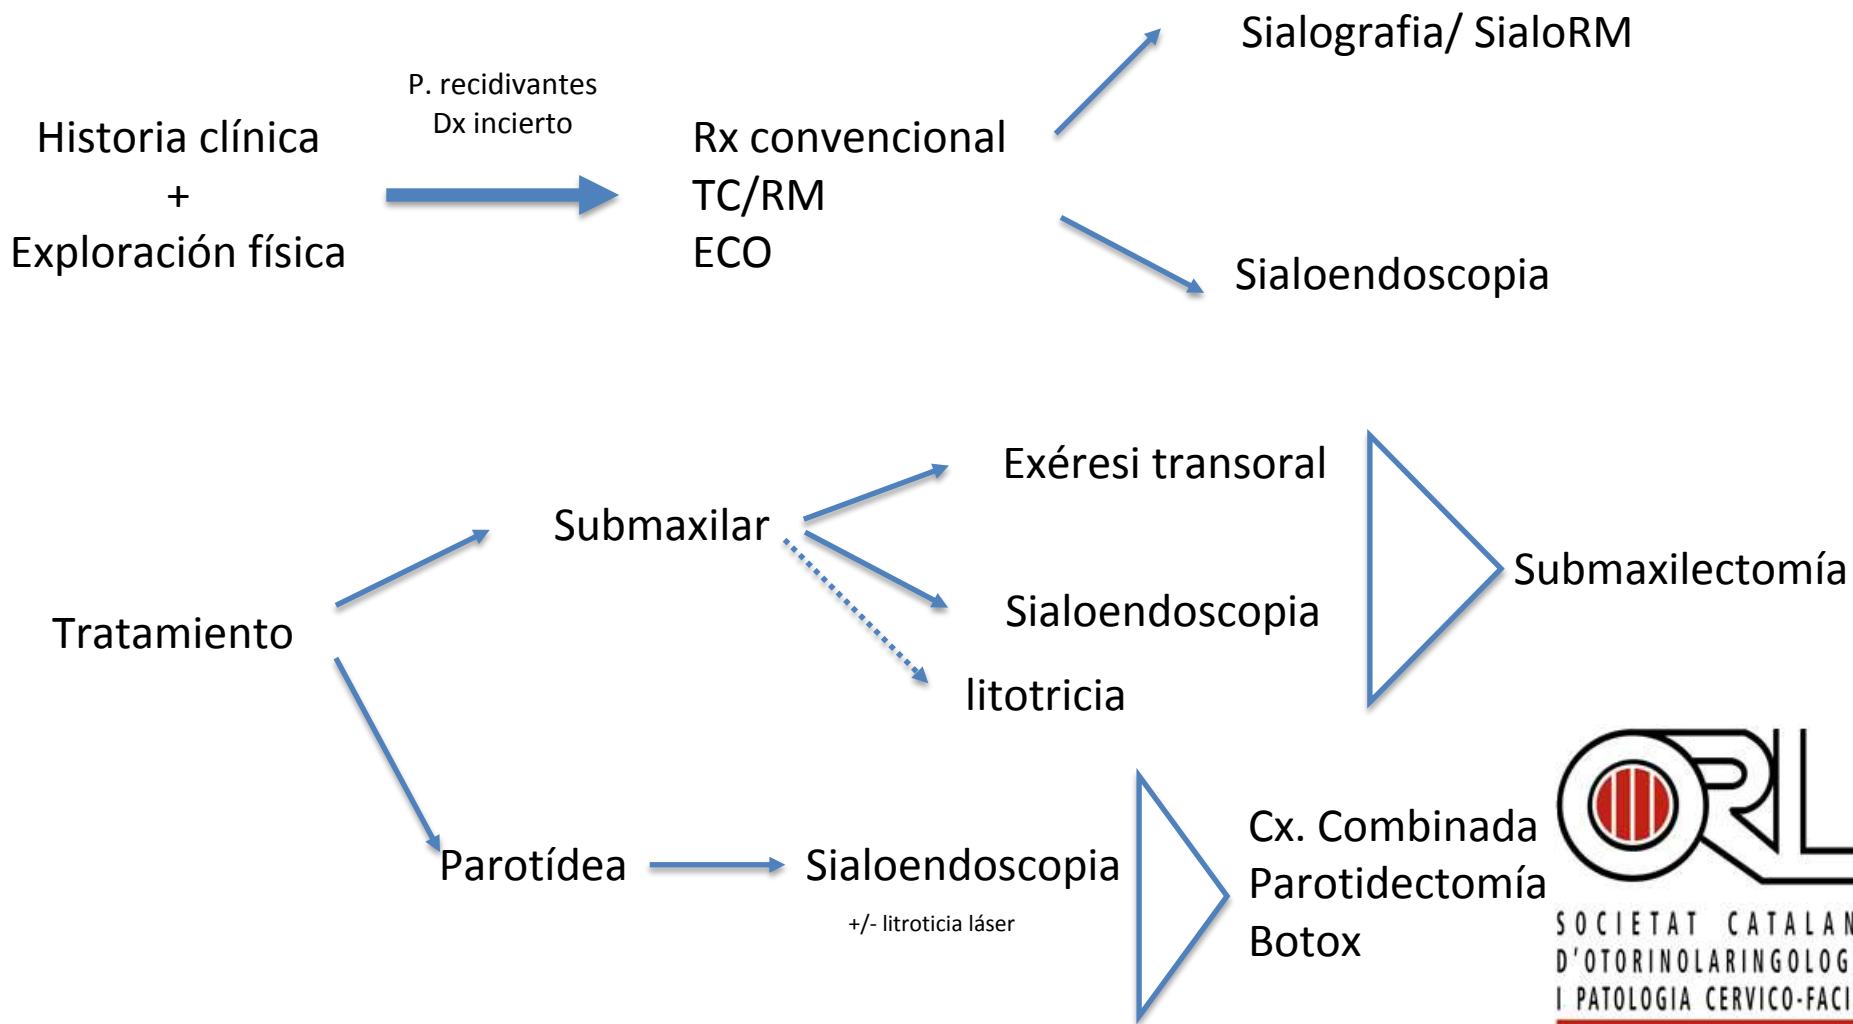 Sialografia/ SialoRM
P. recidivantes
Dx incierto
Historia clínica
+
Exploración física
Rx convencional
TC/RM
ECO
Sialoendoscopia
Exéresi transoral
Submaxilar
Sialoendoscopia
litotricia
Submaxilectomía
Tratamiento
Parotídea
Sialoendoscopia
+/- litroticia láser
Cx. Combinada
Parotidectomía
Botox
ORL
SOCIETAT CATALAN
D'OTORINOLARINGOLOG
I PATOLOGIA CERVICO-FACI